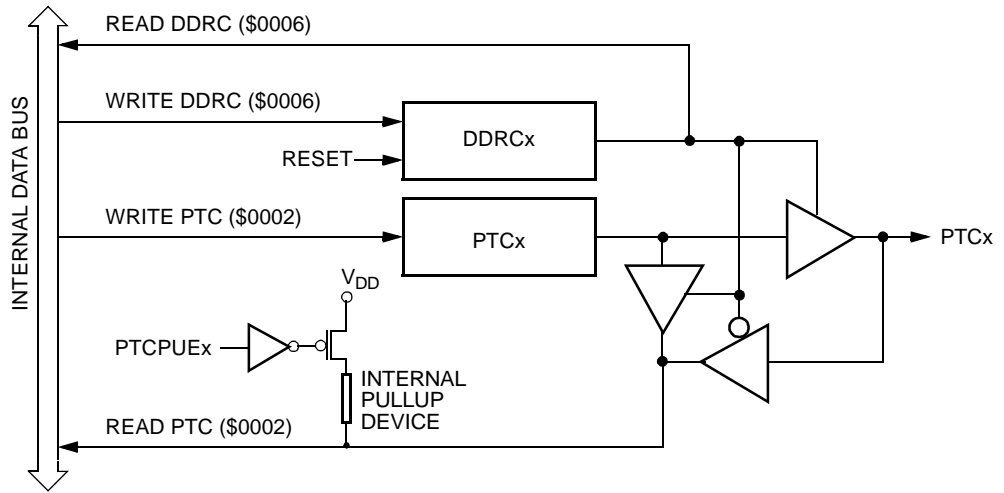 READ DDRC ($0006)
WRITE DDRC ($0006)
DDRCx
RESET
WRITE PTC ($0002)
PTCx
PTCx
VDD
PTCPUEx
INTERNAL
PULLUP
DEVICE
READ PTC ($0002)
INTERNAL DATA BUS